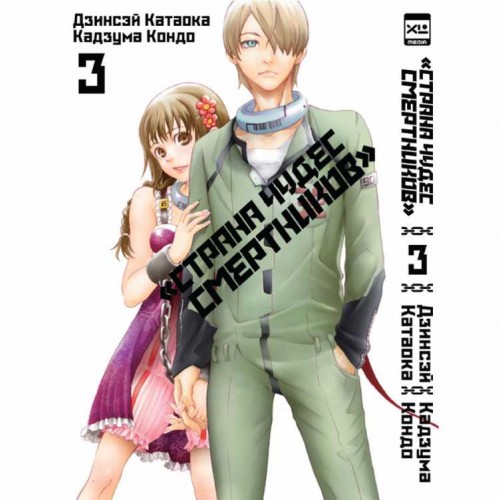 Дзинсэй Катаока
Кадзума Кондо
3
«СТРАНА ЧУДЕС
СМЕРТНИКОВ»
XL
MEDIA
«СТРАНА ЧУДЕС
СМЕРТНИКОВ»
3
Дзинсэй
Катаока
Кадзума
Кондо